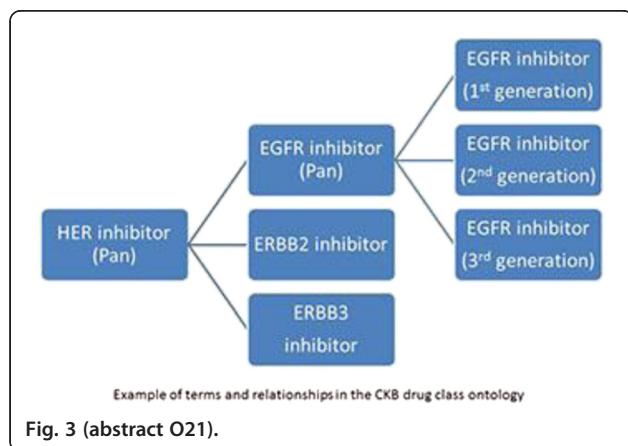 HER inhibitor
(Pan)
EGFR inhibitor
(Pan)
ERBB2 inhibitor
ERBB3
inhibitor
EGFR inhibitor
(1st generation)
EGFR inhibitor
(2nd generation)
EGFR inhibitor
(3rd generation)
Example of terms and relationships in the CKB drug class ontology
Fig. 3 (abstract O21).